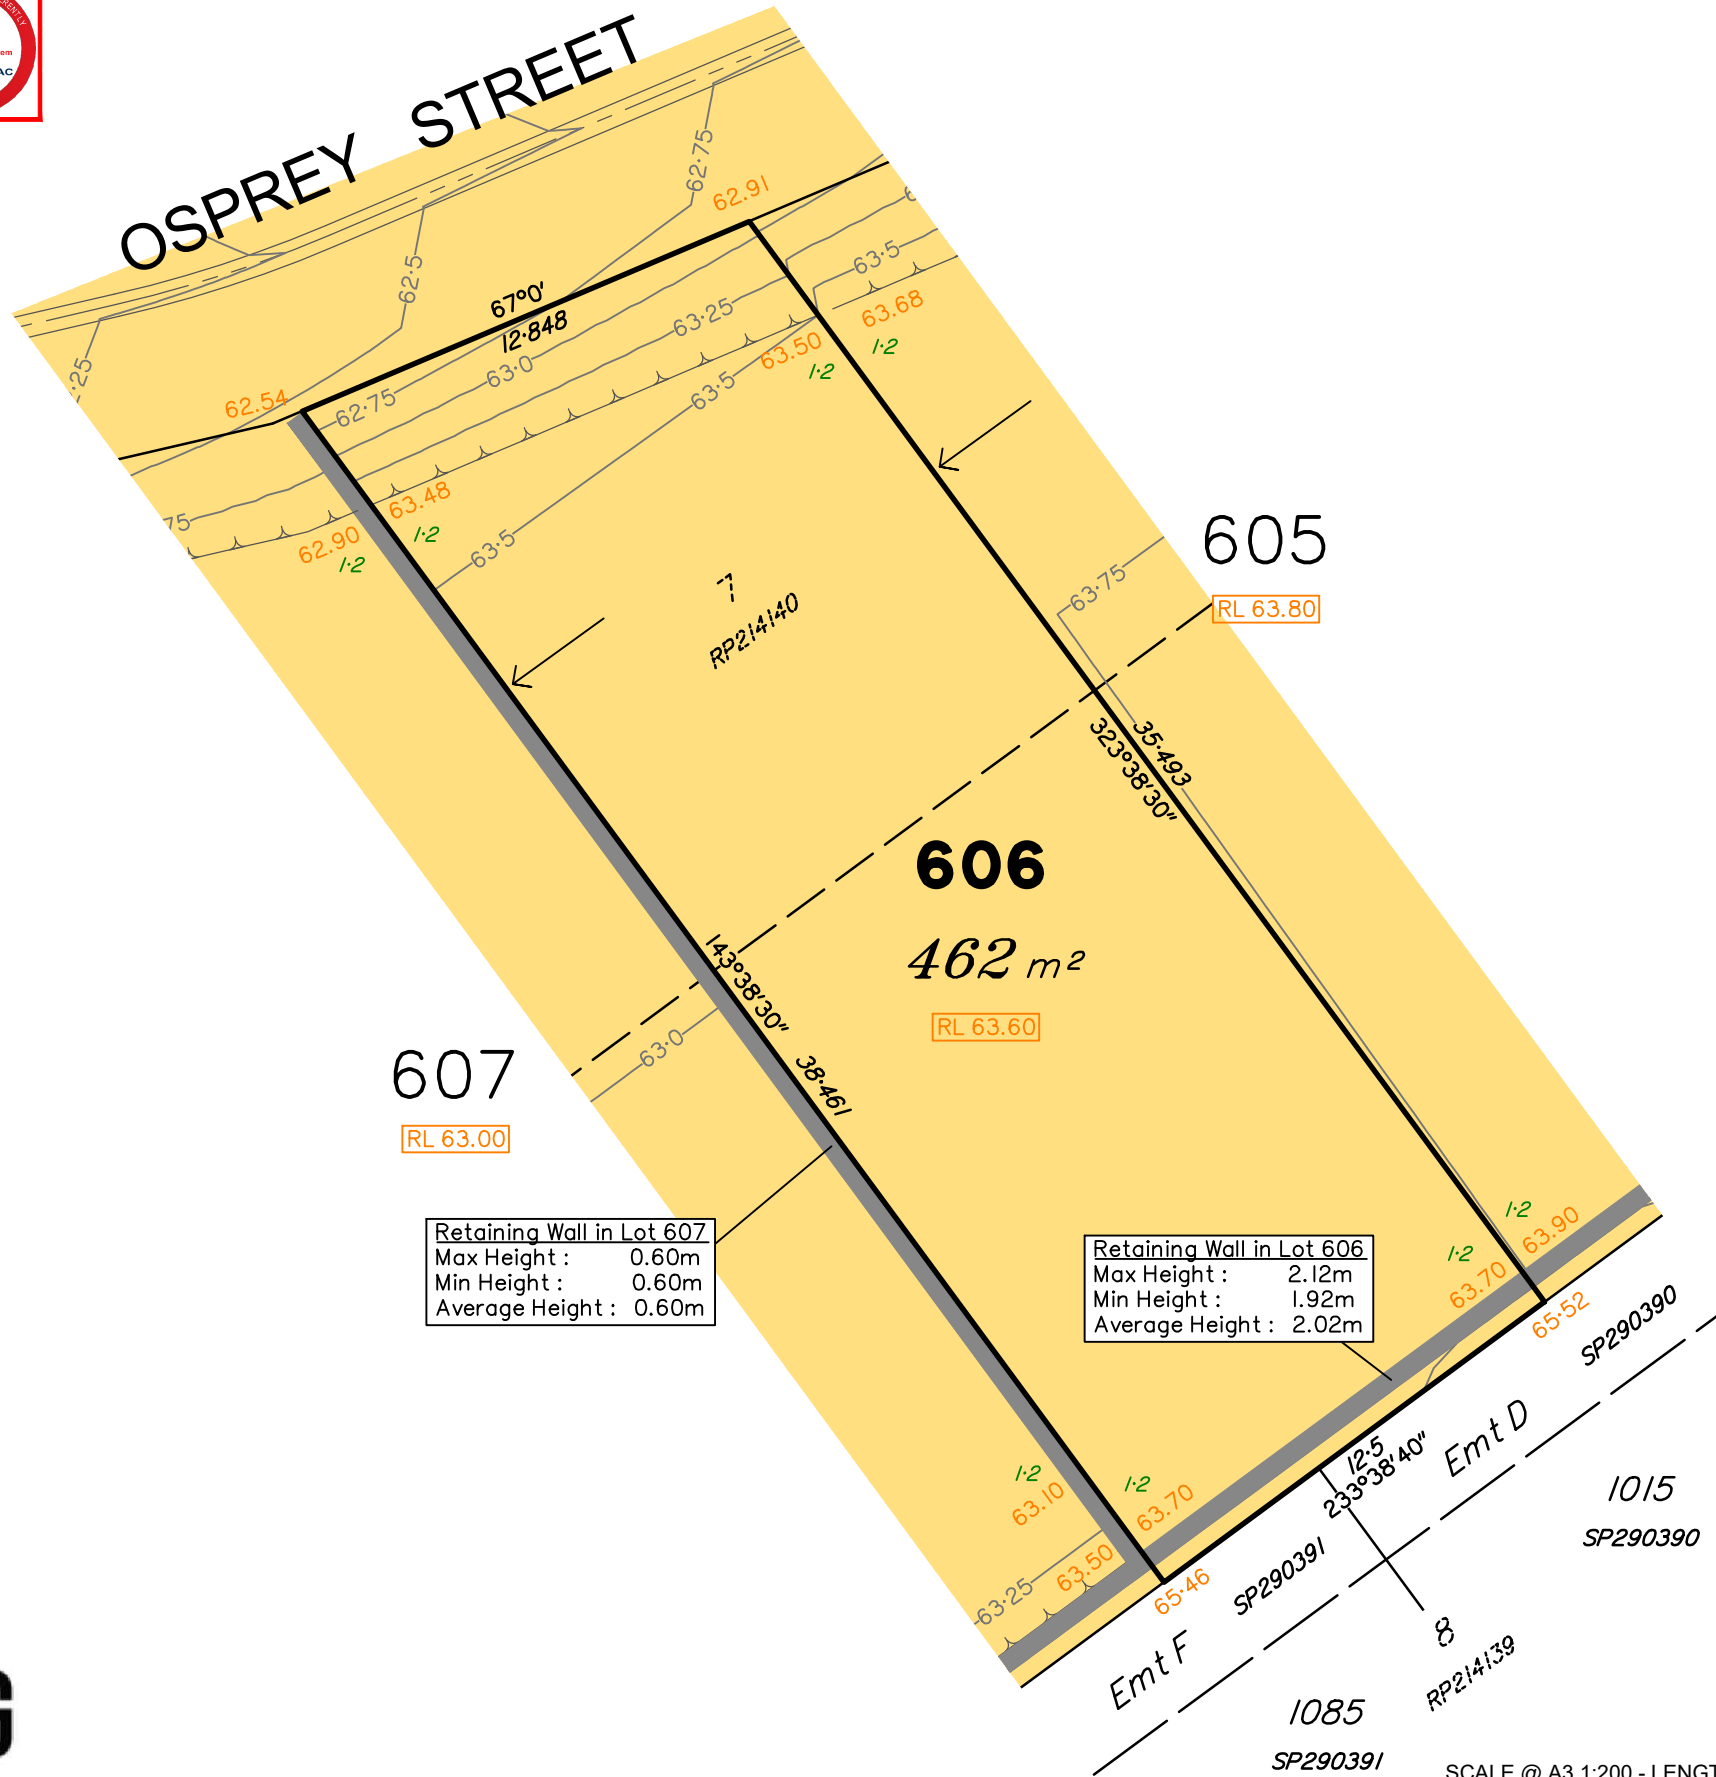 OSPREY STREET
62·75
62.91
62·5
67°0'
12·848
63·5
63.68
1·2
63·25
63.50
1·2
63·0
62.54
62·75
63·5
·25
75
63.48
1·2
62.90
1·2
63·5
7
RP214140
605
RL 63.80
63·75
35·493
323°38'30"
606
462 m²
RL 63.60
143°38'30"
38·461
63·0
607
RL 63.00
Retaining Wall in Lot 607
Max Height : 0.60m
Min Height : 0.60m
Average Height : 0.60m
Retaining Wall in Lot 606
Max Height : 2.12m
Min Height : 1.92m
Average Height : 2.02m
1·2
63.90
1·2
63.70
65·52
SP290390
Emt D
12·5
233°38'40"
1·2
63.10
1·2
63.70
63.50
63·25
65·46
SP290391
Emt F
1015
SP290390
8
RP214139
1085
SP290391
SCALE @ A3 1:200 - LENGT